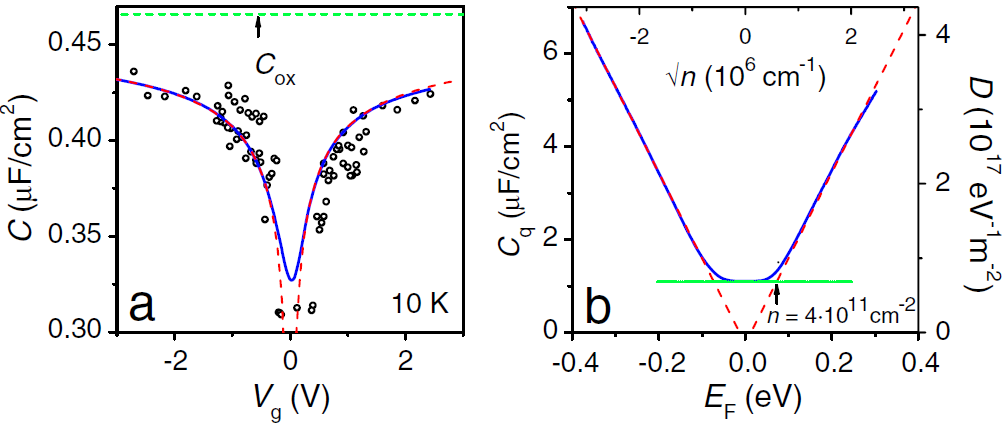 0.45
0.40
0.35
0.30
C (μF/cm²)
C_ox
a
10 K
-2 0 2
V_g (V)
6
4
2
0
C_q (μF/cm²)
-2 0 2
√n (10⁶ cm⁻¹)
b
n = 4·10¹¹cm⁻²
4
2
0
D (10¹⁷ eV⁻¹m⁻²)
-0.4 -0.2 0.0 0.2 0.4
E_F (eV)